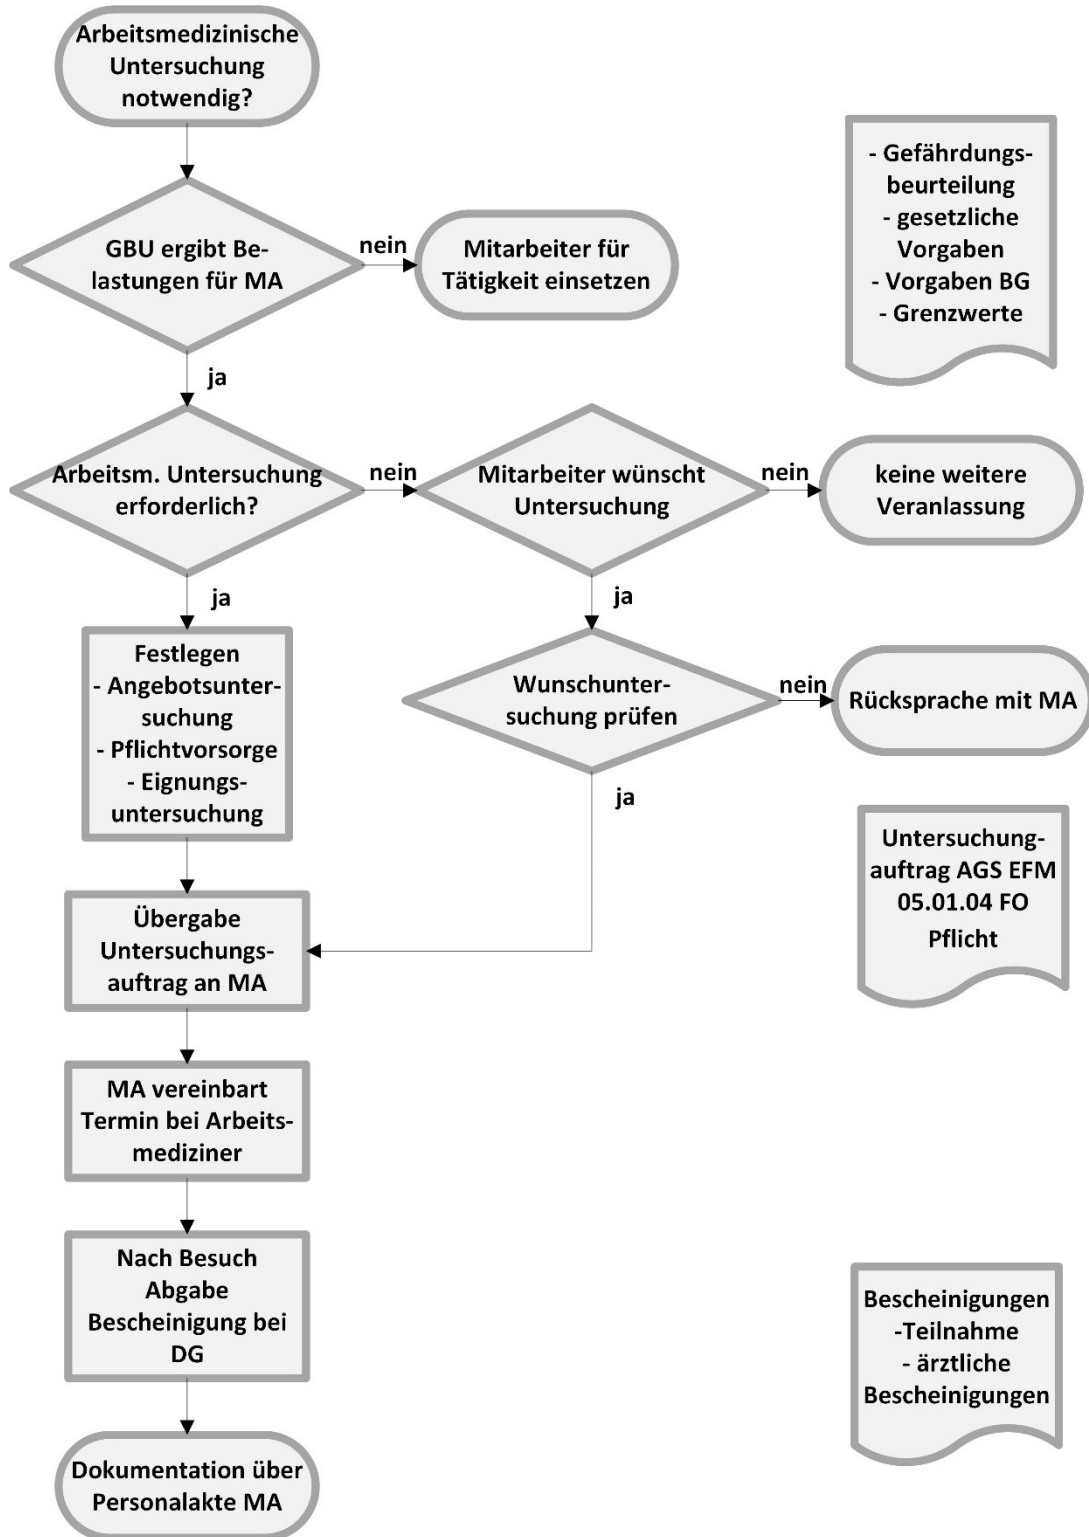 Arbeitsmedizinische
Untersuchung
notwendig?
- Gefährdungs-
beurteilung
- gesetzliche
Vorgaben
- Vorgaben BG
- Grenzwerte
GBU ergibt Be-
lastungen für MA
nein
Mitarbeiter für
Tätigkeit einsetzen
ja
Arbeitsm. Untersuchung
erforderlich?
nein
Mitarbeiter wünscht
Untersuchung
nein
keine weitere
Veranlassung
ja
ja
Festlegen
- Angebotsunter-
suchung
- Pflichtvorsorge
- Eignungs-
untersuchung
Wunschunter-
suchung prüfen
nein
Rücksprache mit MA
ja
Untersuchung-
auftrag AGS EFM
05.01.04 FO
Pflicht
Übergabe
Untersuchungs-
auftrag an MA
MA vereinbart
Termin bei Arbeits-
mediziner
Nach Besuch
Abgabe
Bescheinigung bei
DG
Bescheinigungen
-Teilnahme
- ärztliche
Bescheinigungen
Dokumentation über
Personalakte MA